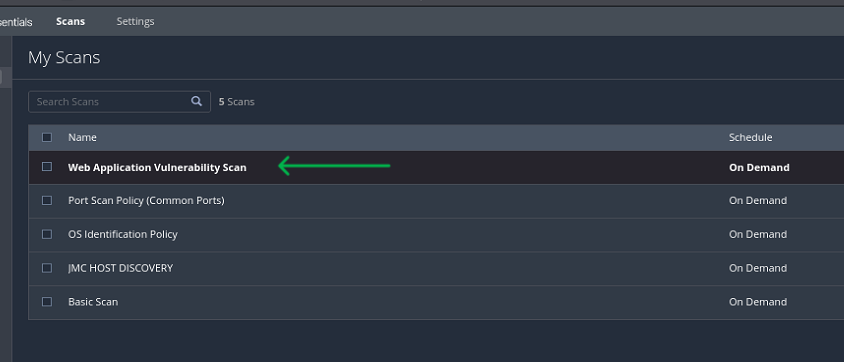 Scans Settings
My Scans
Search Scans 5 Scans
Name Schedule
Web Application Vulnerability Scan On Demand
Port Scan Policy (Common Ports) On Demand
OS Identification Policy On Demand
JMC HOST DISCOVERY On Demand
Basic Scan On Demand